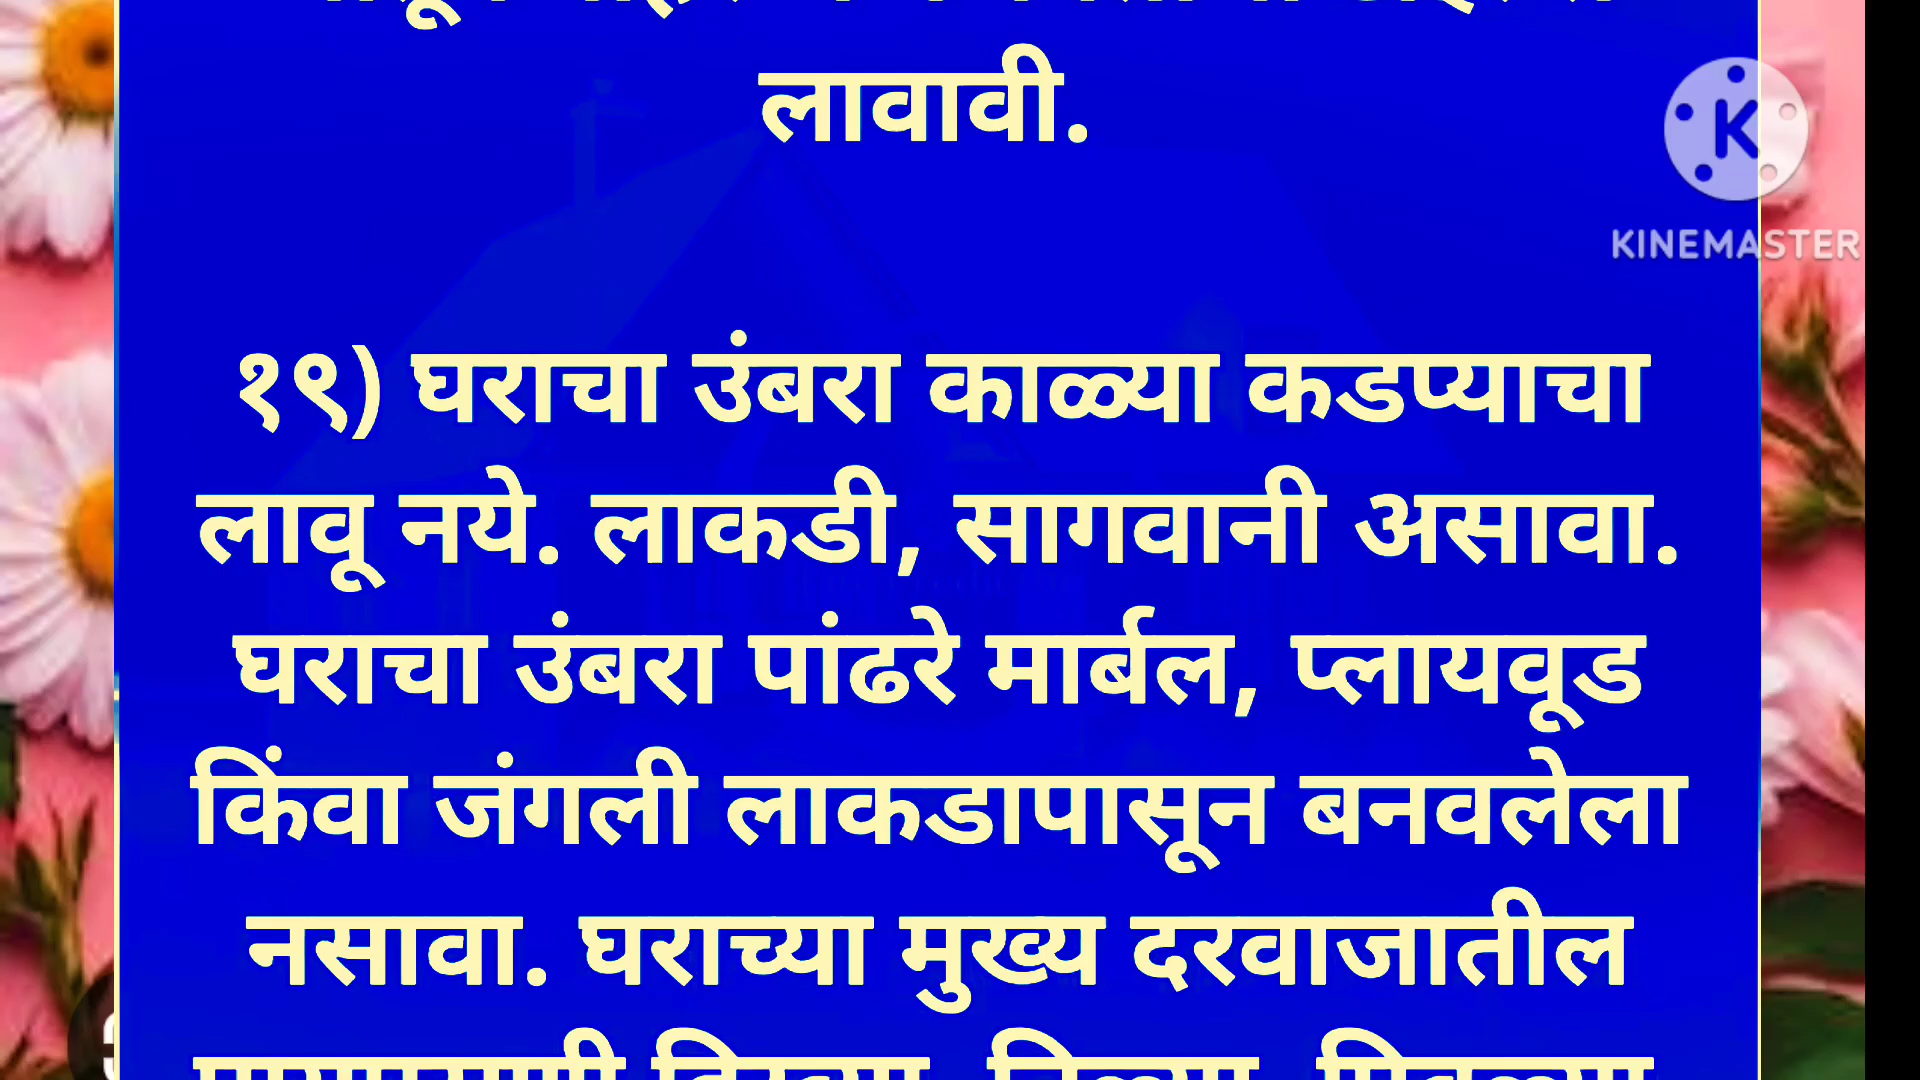 लावावी.
KINEMASTER
१९) घराचा उंबरा काळ्या कडप्याचा
लावू नये. लाकडी, सागवानी असावा.
घराचा उंबरा पांढरे मार्बल, प्लायवूड
किंवा जंगली लाकडापासून बनवलेला
नसावा. घराच्या मुख्य दरवाजातील